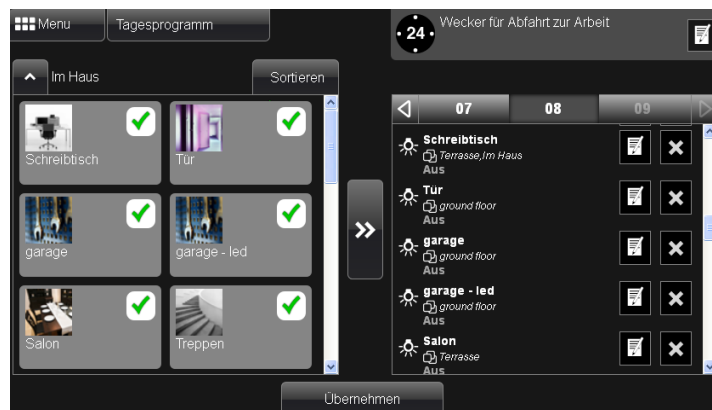 Menu
Tagesprogramm
24
Wecker für Abfahrt zur Arbeit
Im Haus
Sortieren
Schreibtisch
Tür
garage
garage - led
Salon
Treppen
07
08
09
Schreibtisch
Terrasse,Im Haus
Aus
Tür
ground floor
Aus
garage
ground floor
Aus
garage - led
ground floor
Aus
Salon
Terrasse
Aus
Übernehmen